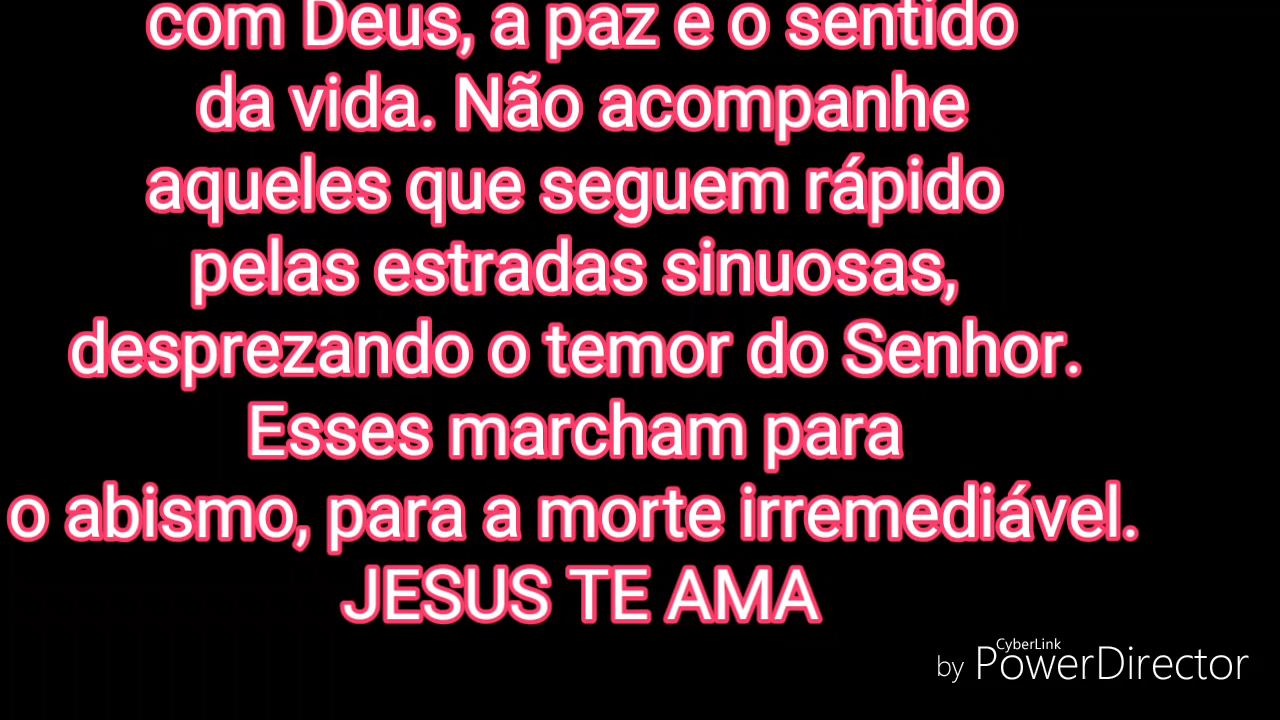 com Deus, a paz e o sentido
da vida. Não acompanhe
aqueles que seguem rápido
pelas estradas sinuosas,
desprezando o temor do Senhor.
Esses marcham para
o abismo, para a morte irremediável.
JESUS TE AMA
CyberLink
by PowerDirector